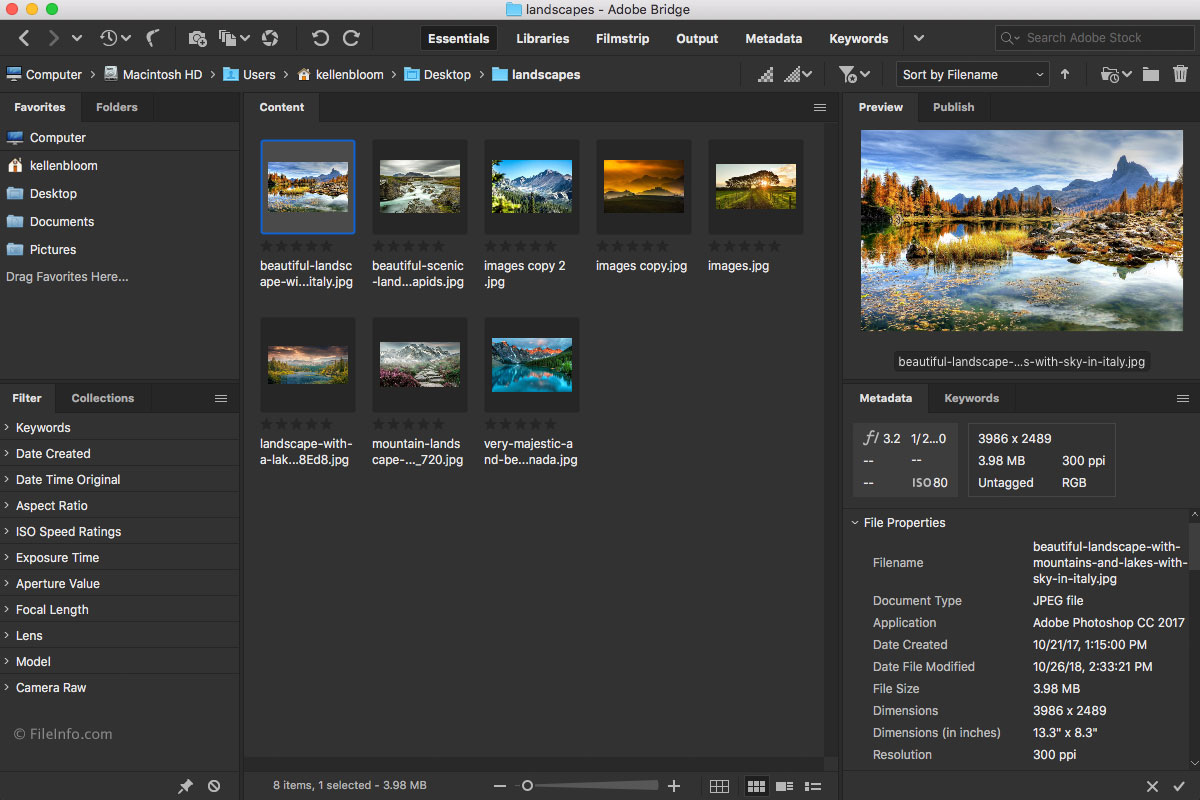 landscapes - Adobe Bridge
Essentials Libraries Filmstrip Output Metadata Keywords Search Adobe Stock
Computer Macintosh HD Users kellenbloom Desktop landscapes Sort by Filename
Favorites Folders
Computer
kellenbloom
Desktop
Documents
Pictures
Drag Favorites Here...
Filter Collections
Keywords
Date Created
Date Time Original
Aspect Ratio
ISO Speed Ratings
Exposure Time
Aperture Value
Focal Length
Lens
Model
Camera Raw
© FileInfo.com
Content
beautiful-landsc
ape-wi...italy.jpg
beautiful-scenic
-land...apids.jpg
images copy 2
.jpg
images copy.jpg
images.jpg
landscape-with-
a-lak...8Ed8.jpg
mountain-lands
cape-..._720.jpg
very-majestic-a
nd-be...nada.jpg
8 items, 1 selected - 3.98 MB
Preview Publish
beautiful-landscape-...s-with-sky-in-italy.jpg
Metadata Keywords
f/ 3.2 1/2...0
-- --
-- ISO 80
3986 x 2489
3.98 MB 300 ppi
Untagged RGB
File Properties
Filename beautiful-landscape-with-
mountains-and-lakes-with-
sky-in-italy.jpg
Document Type JPEG file
Application Adobe Photoshop CC 2017
Date Created 10/21/17, 1:15:00 PM
Date File Modified 10/26/18, 2:33:21 PM
File Size 3.98 MB
Dimensions 3986 x 2489
Dimensions (in inches) 13.3" x 8.3"
Resolution 300 ppi